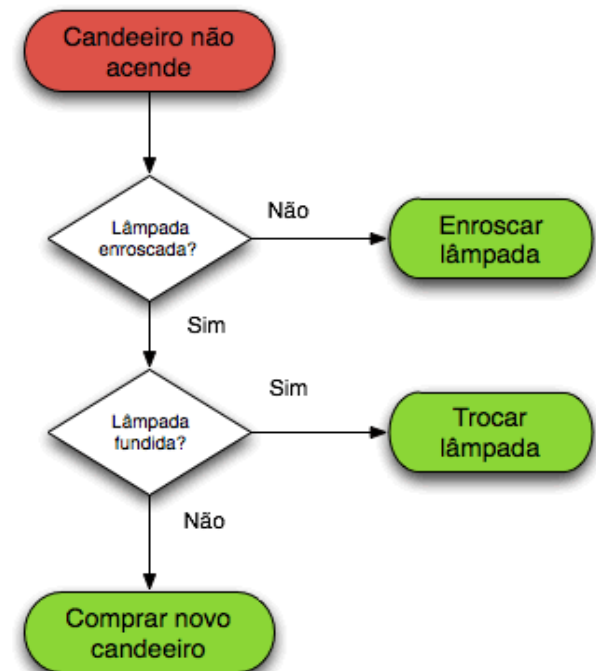 Candeeiro não
acende
Lâmpada
enroscada?
Não
Enroscar
lâmpada
Sim
Lâmpada
fundida?
Sim
Trocar
lâmpada
Não
Comprar novo
candeeiro